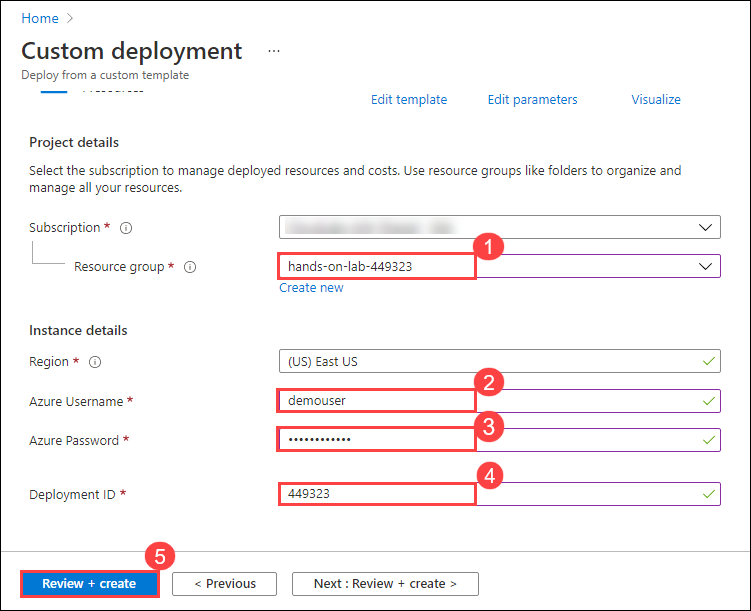 Home >
Custom deployment ...
Deploy from a custom template
Edit template Edit parameters Visualize
Project details
Select the subscription to manage deployed resources and costs. Use resource groups like folders to organize and
manage all your resources.
Subscription *
1
Resource group * hands-on-lab-449323
Create new
Instance details
Region * (US) East US
2
Azure Username * demouser
3
Azure Password * ••••••••••••
4
Deployment ID * 449323
5
Review + create < Previous Next : Review + create >